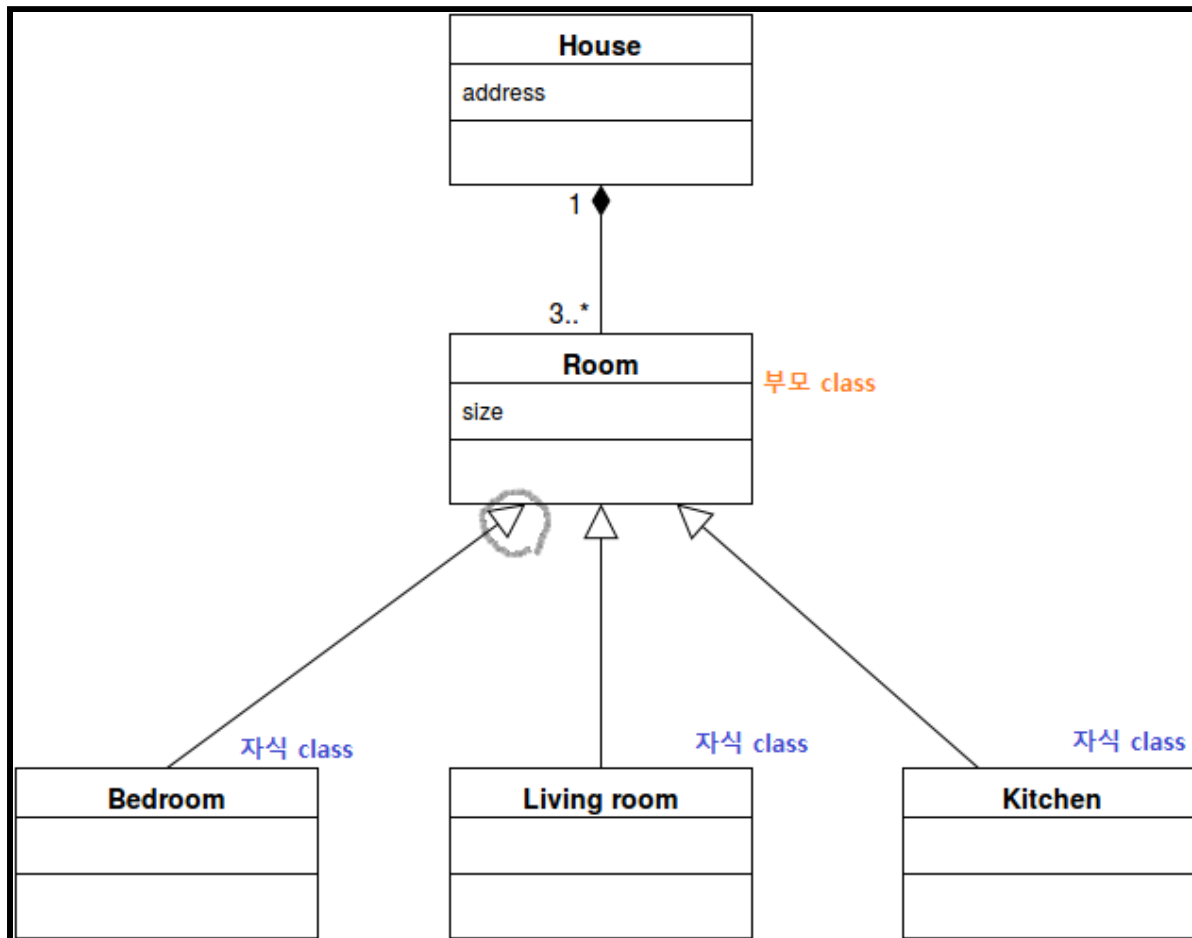 House
address
1
3..*
Room
부모 class
size
자식 class
자식 class
자식 class
Bedroom
Living room
Kitchen